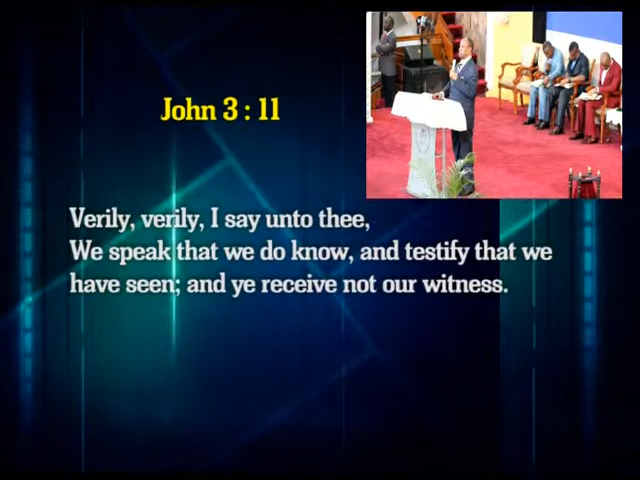 John 3 : 11
Verily, verily, I say unto thee,
We speak that we do know, and testify that we
have seen; and ye receive not our witness.